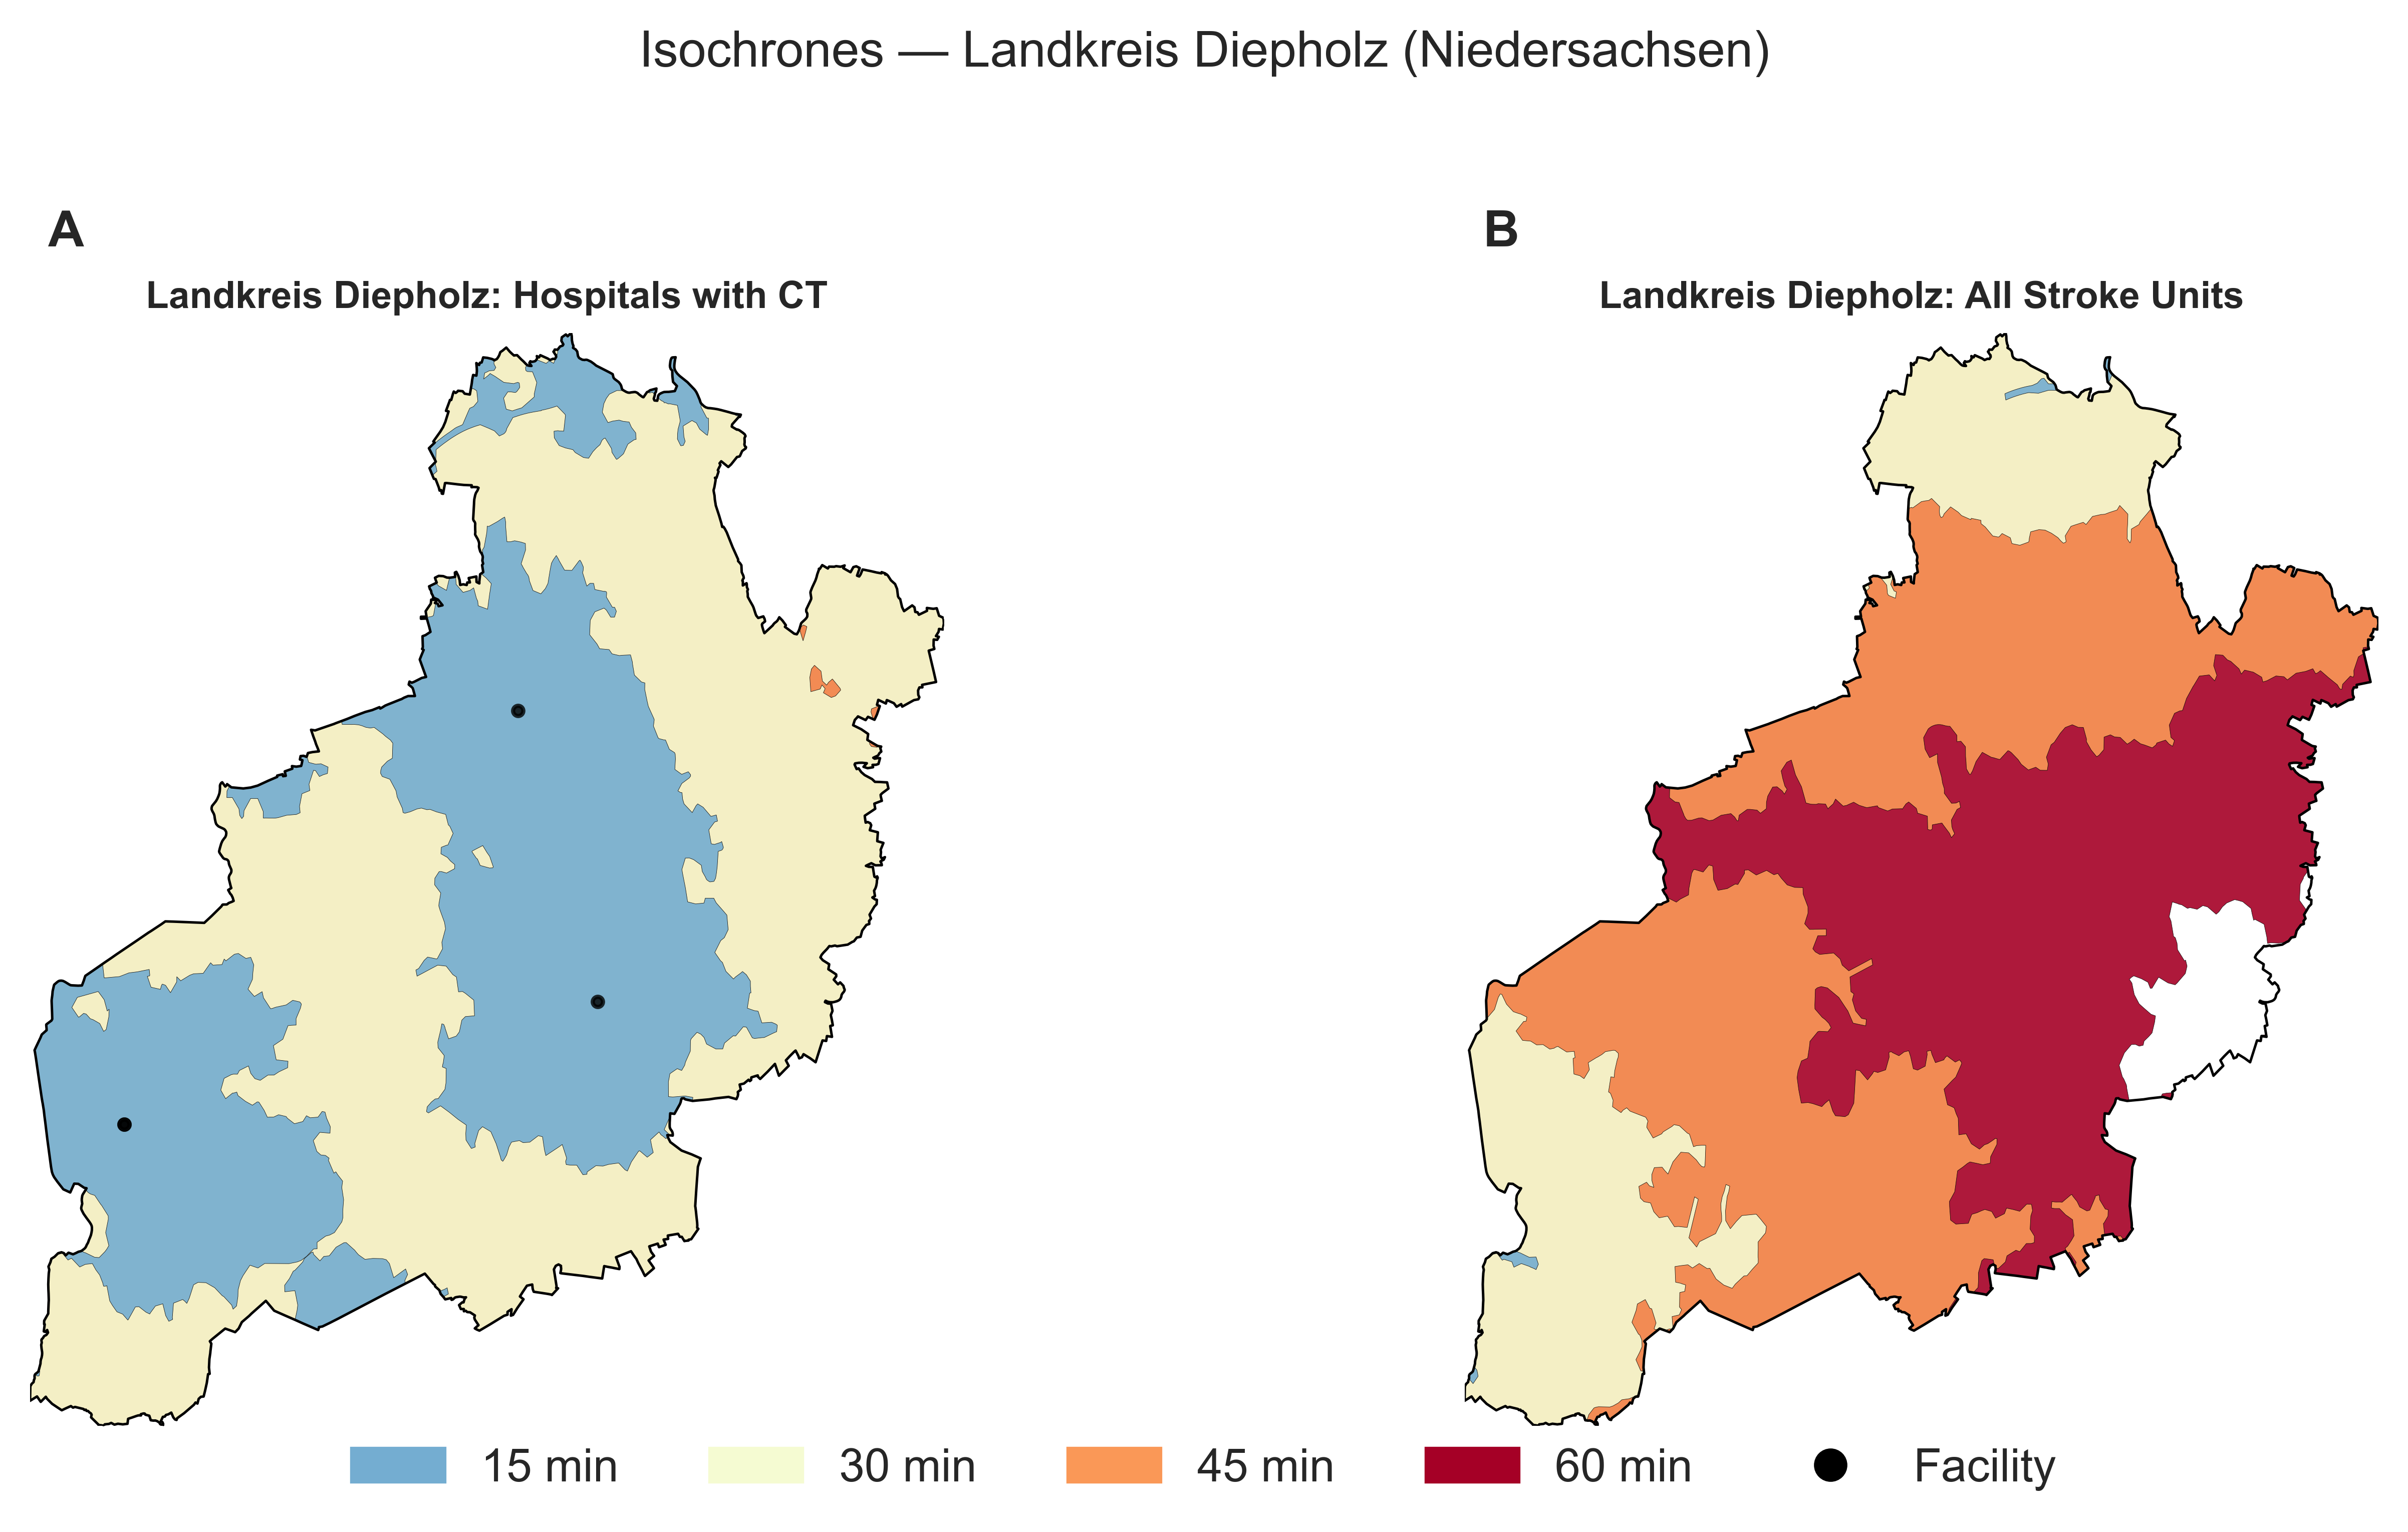 Isochrones — Landkreis Diepholz (Niedersachsen)
A
B
Landkreis Diepholz: Hospitals with CT
Landkreis Diepholz: All Stroke Units
15 min
30 min
45 min
60 min
Facility